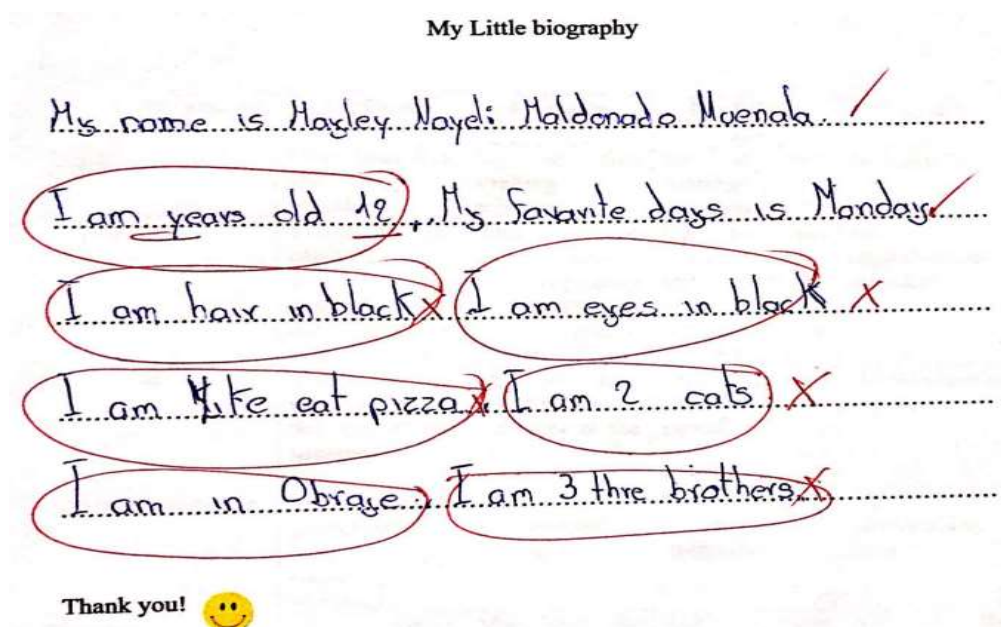 My Little biography
My name is Hayley Nayeli Maldonado Muenala.
I am years old 12, My favorite days is Monday.
I am hair in black. I am eyes in black
I am like eat pizza. I am 2 cats
I am in Obraje. I am 3 thre brothers.
Thank you!